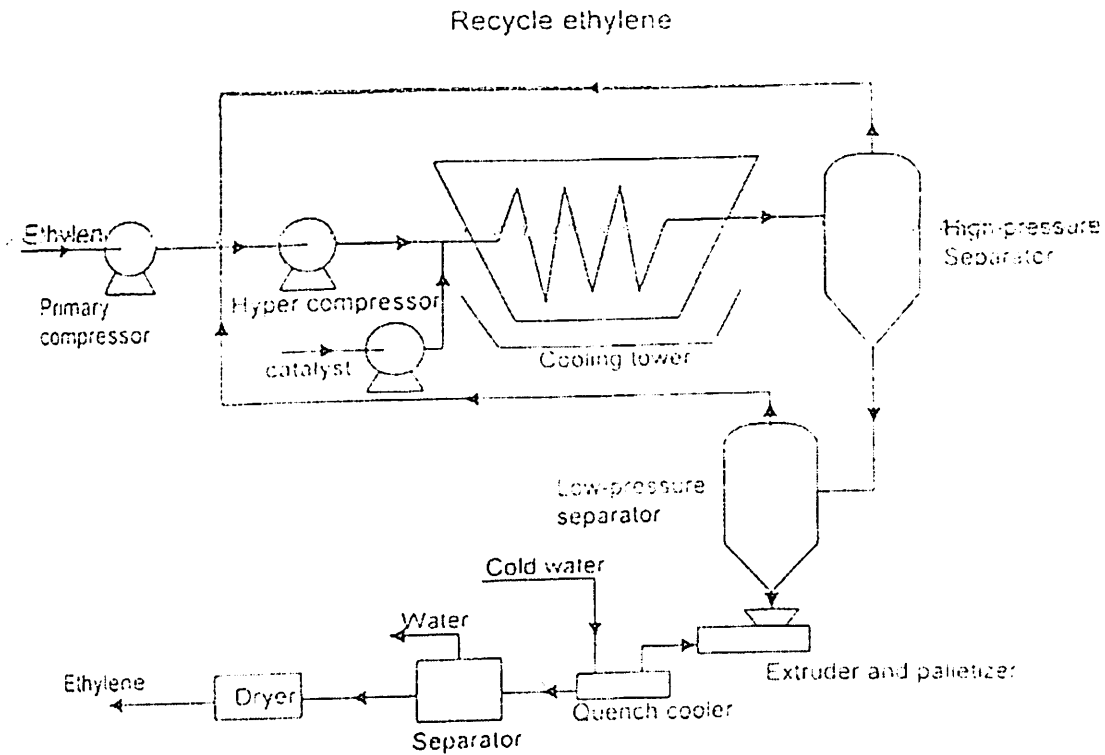 Recycle ethylene
Ethylen
Primary
compressor
Hyper compressor
catalyst
Cooling tower
High-pressure
Separator
Low-pressure
separator
Cold water
Water
Ethylene
Dryer
Separator
Quench cooler
Extruder and palletizer